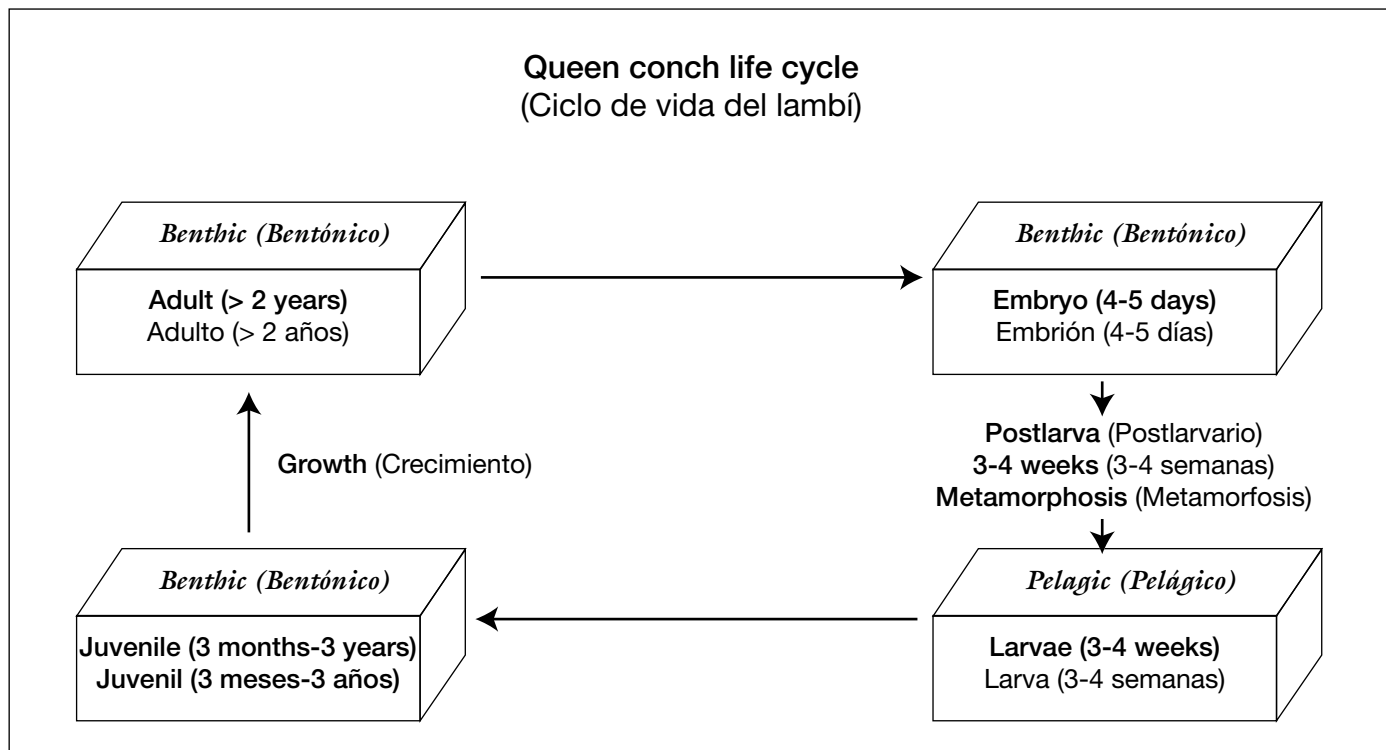 Queen conch life cycle
(Ciclo de vida del lambí)
Benthic (Bentónico)
Adult (> 2 years)
Adulto (> 2 años)
Benthic (Bentónico)
Embryo (4-5 days)
Embrión (4-5 días)
Postlarva (Postlarvario)
3-4 weeks (3-4 semanas)
Metamorphosis (Metamorfosis)
Growth (Crecimiento)
Benthic (Bentónico)
Juvenile (3 months-3 years)
Juvenil (3 meses-3 años)
Pelagic (Pelágico)
Larvae (3-4 weeks)
Larva (3-4 semanas)